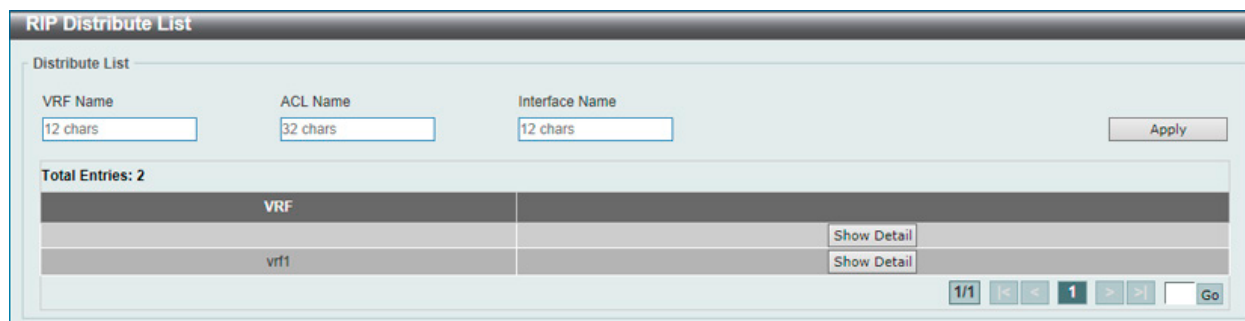 RIP Distribute List
Distribute List
VRF Name ACL Name Interface Name
12 chars 32 chars 12 chars Apply
Total Entries: 2
VRF
Show Detail
vrf1 Show Detail
1/1 |< < 1 > >| Go